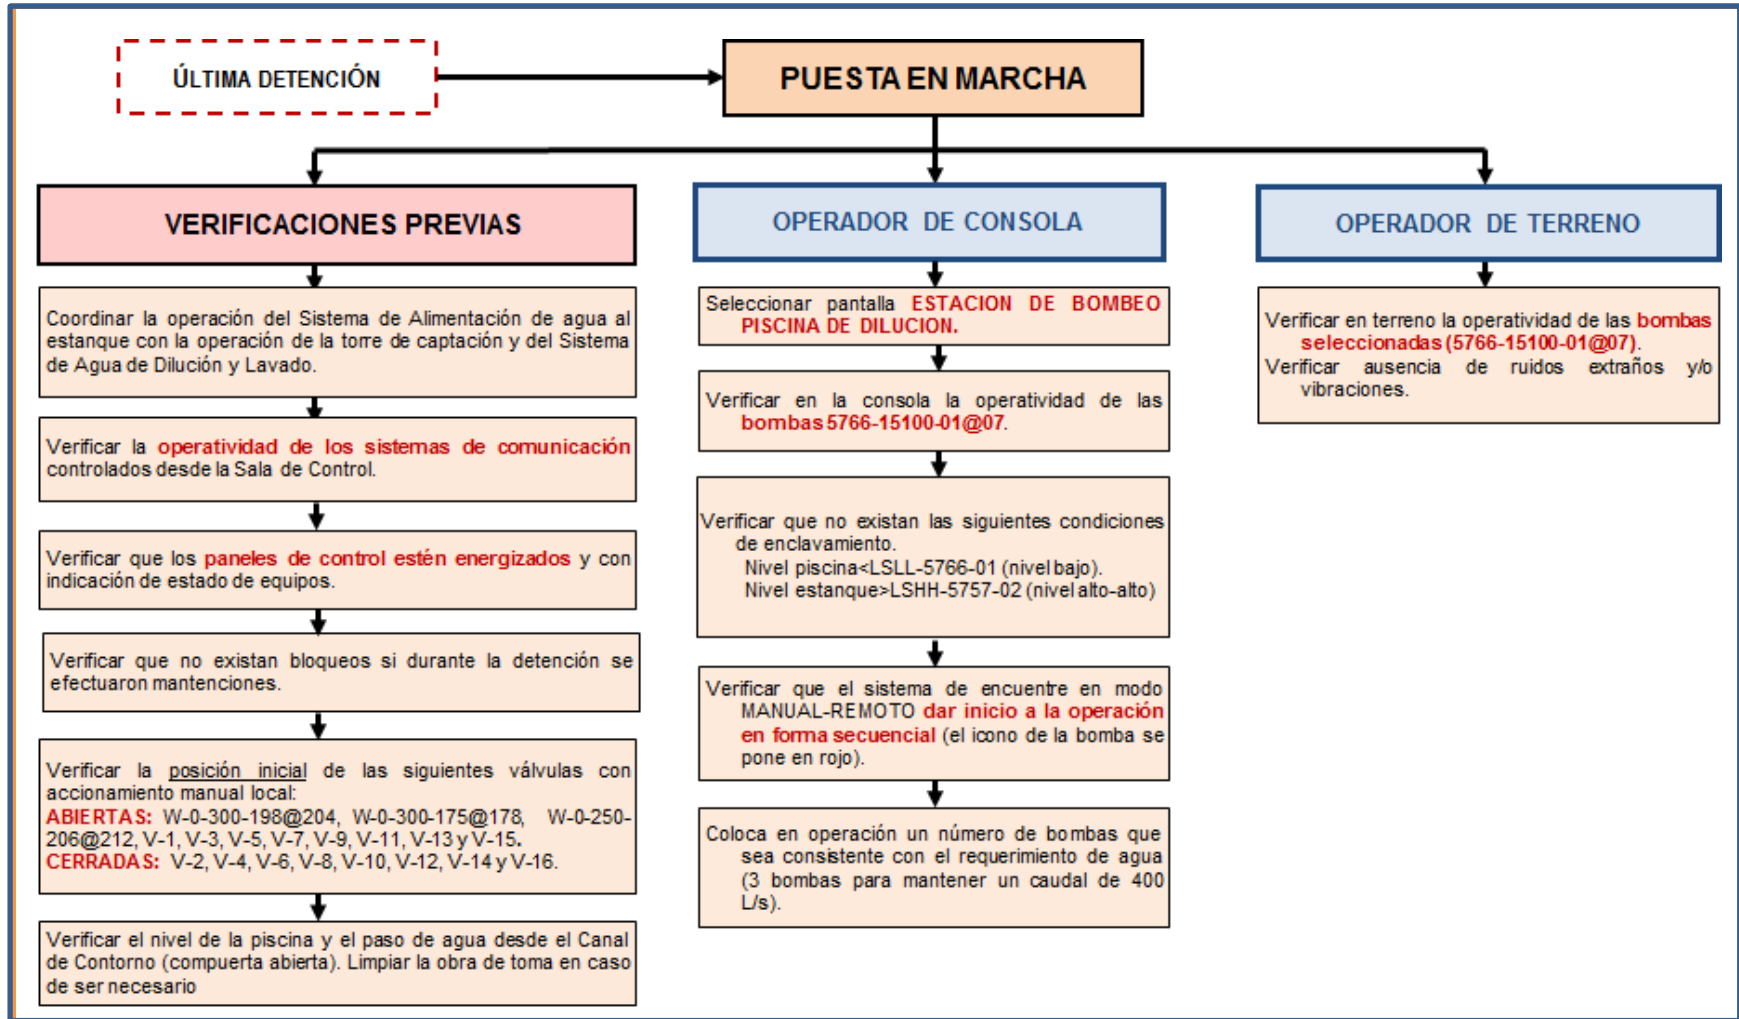 ÚLTIMA DETENCIÓN
PUESTA EN MARCHA
VERIFICACIONES PREVIAS
Coordinar la operación del Sistema de Alimentación de agua al
estanque con la operación de la torre de captación y del Sistema
de Agua de Dilución y Lavado.
Verificar la operatividad de los sistemas de comunicación
controlados desde la Sala de Control.
Verificar que los paneles de control estén energizados y con
indicación de estado de equipos.
Verificar que no existan bloqueos si durante la detención se
efectuaron mantenciones.
Verificar la posición inicial de las siguientes válvulas con
accionamiento manual local:
ABIERTAS: W-0-300-198@204, W-0-300-175@178, W-0-250-
206@212, V-1, V-3, V-5, V-7, V-9, V-11, V-13 y V-15.
CERRADAS: V-2, V-4, V-6, V-8, V-10, V-12, V-14 y V-16.
Verificar el nivel de la piscina y el paso de agua desde el Canal
de Contorno (compuerta abierta). Limpiar la obra de toma en caso
de ser necesario
OPERADOR DE CONSOLA
Seleccionar pantalla ESTACION DE BOMBEO
PISCINA DE DILUCION.
Verificar en la consola la operatividad de las
bombas 5766-15100-01@07.
Verificar que no existan las siguientes condiciones
de enclavamiento.
Nivel piscina<LSLL-5766-01 (nivel bajo).
Nivel estanque>LSHH-5757-02 (nivel alto-alto)
Verificar que el sistema de encuentre en modo
MANUAL-REMOTO dar inicio a la operación
en forma secuencial (el icono de la bomba se
pone en rojo).
Coloca en operación un número de bombas que
sea consistente con el requerimiento de agua
(3 bombas para mantener un caudal de 400
L/s).
OPERADOR DE TERRENO
Verificar en terreno la operatividad de las bombas
seleccionadas (5766-15100-01@07).
Verificar ausencia de ruidos extraños y/o
vibraciones.